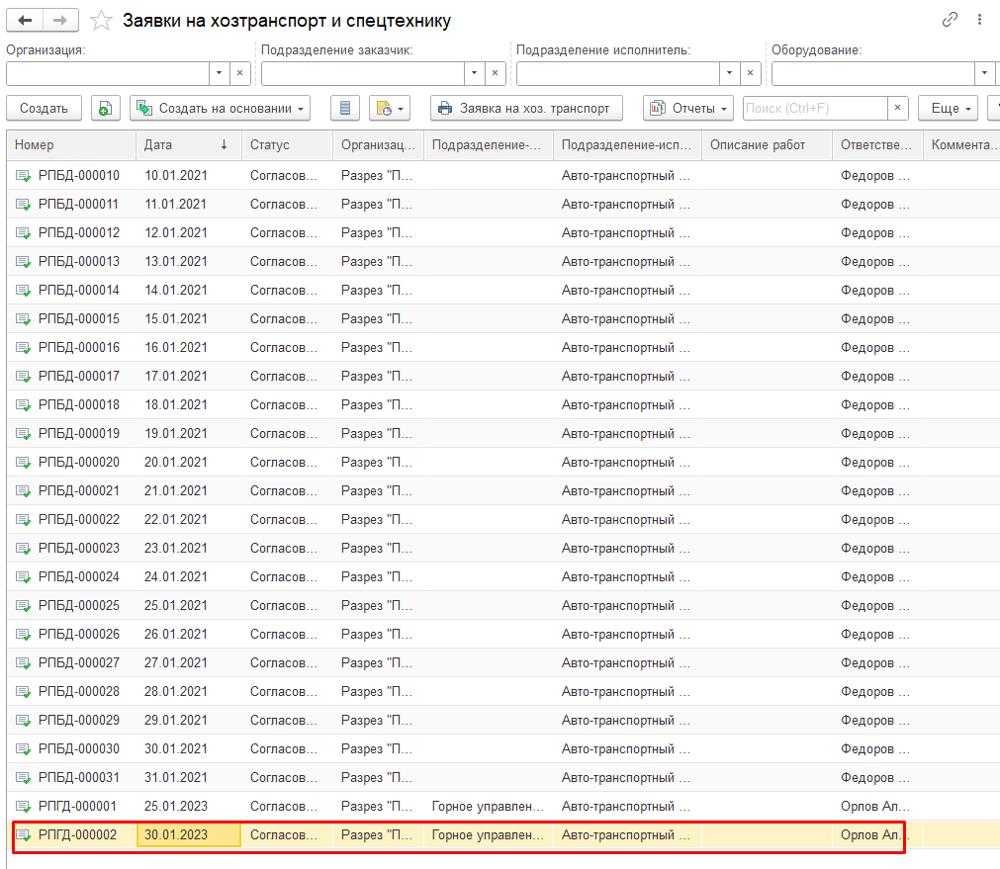 Заявки на хозтранспорт и спецтехнику
Организация: Подразделение заказчик: Подразделение исполнитель: Оборудование:
Создать Создать на основании Заявка на хоз. транспорт Отчеты Поиск (Ctrl+F) × Еще
Номер Дата ↓ Статус Организац... Подразделение-... Подразделение-исп... Описание работ Ответстве... Коммента...
РПБД-000010 10.01.2021 Согласов... Разрез "П... Авто-транспортный ... Федоров ...
РПБД-000011 11.01.2021 Согласов... Разрез "П... Авто-транспортный ... Федоров ...
РПБД-000012 12.01.2021 Согласов... Разрез "П... Авто-транспортный ... Федоров ...
РПБД-000013 13.01.2021 Согласов... Разрез "П... Авто-транспортный ... Федоров ...
РПБД-000014 14.01.2021 Согласов... Разрез "П... Авто-транспортный ... Федоров ...
РПБД-000015 15.01.2021 Согласов... Разрез "П... Авто-транспортный ... Федоров ...
РПБД-000016 16.01.2021 Согласов... Разрез "П... Авто-транспортный ... Федоров ...
РПБД-000017 17.01.2021 Согласов... Разрез "П... Авто-транспортный ... Федоров ...
РПБД-000018 18.01.2021 Согласов... Разрез "П... Авто-транспортный ... Федоров ...
РПБД-000019 19.01.2021 Согласов... Разрез "П... Авто-транспортный ... Федоров ...
РПБД-000020 20.01.2021 Согласов... Разрез "П... Авто-транспортный ... Федоров ...
РПБД-000021 21.01.2021 Согласов... Разрез "П... Авто-транспортный ... Федоров ...
РПБД-000022 22.01.2021 Согласов... Разрез "П... Авто-транспортный ... Федоров ...
РПБД-000023 23.01.2021 Согласов... Разрез "П... Авто-транспортный ... Федоров ...
РПБД-000024 24.01.2021 Согласов... Разрез "П... Авто-транспортный ... Федоров ...
РПБД-000025 25.01.2021 Согласов... Разрез "П... Авто-транспортный ... Федоров ...
РПБД-000026 26.01.2021 Согласов... Разрез "П... Авто-транспортный ... Федоров ...
РПБД-000027 27.01.2021 Согласов... Разрез "П... Авто-транспортный ... Федоров ...
РПБД-000028 28.01.2021 Согласов... Разрез "П... Авто-транспортный ... Федоров ...
РПБД-000029 29.01.2021 Согласов... Разрез "П... Авто-транспортный ... Федоров ...
РПБД-000030 30.01.2021 Согласов... Разрез "П... Авто-транспортный ... Федоров ...
РПБД-000031 31.01.2021 Согласов... Разрез "П... Авто-транспортный ... Федоров ...
РПГД-000001 25.01.2023 Согласов... Разрез "П... Горное управлен... Авто-транспортный ... Орлов Ал...
РПГД-000002 30.01.2023 Согласов... Разрез "П... Горное управлен... Авто-транспортный ... Орлов Ал...